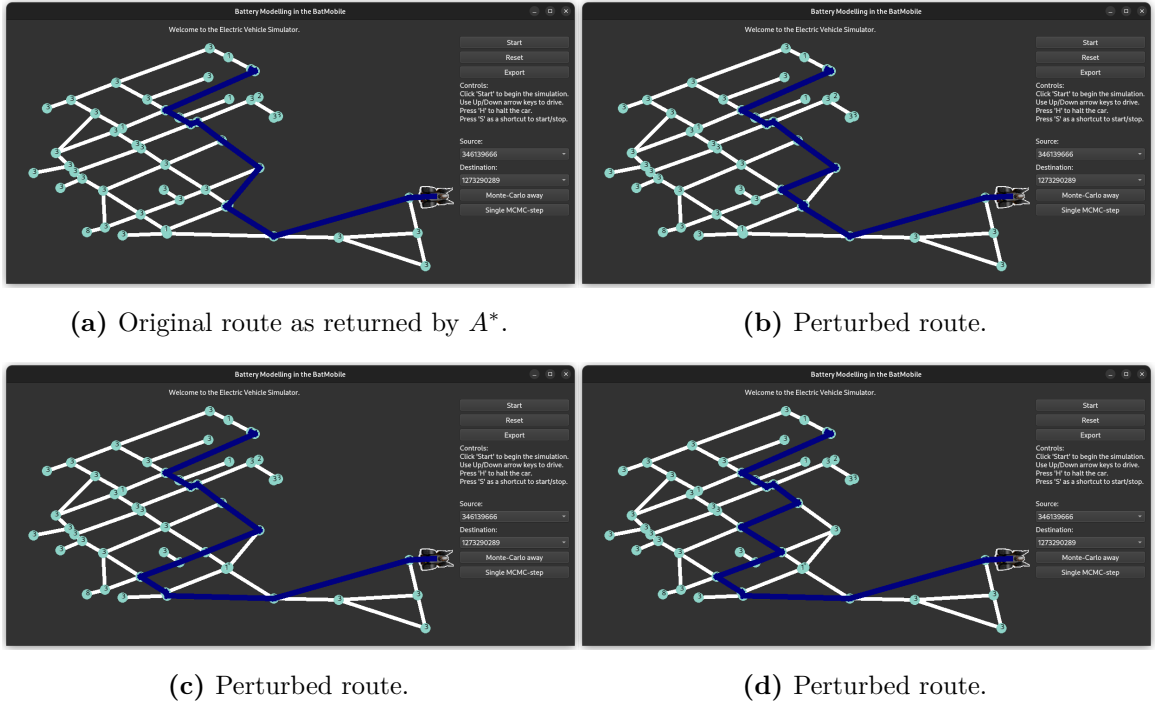 Battery Modelling in the BatMobile
Welcome to the Electric Vehicle Simulator.
Start
Reset
Export
Controls:
Click 'Start' to begin the simulation.
Use Up/Down arrow keys to drive.
Press 'H' to halt the car.
Press 'S' as a shortcut to start/stop.
Source:
346139666
Destination:
1273290289
Monte-Carlo away
Single MCMC-step
(a) Original route as returned by A*.
Battery Modelling in the BatMobile
Welcome to the Electric Vehicle Simulator.
Start
Reset
Export
Controls:
Click 'Start' to begin the simulation.
Use Up/Down arrow keys to drive.
Press 'H' to halt the car.
Press 'S' as a shortcut to start/stop.
Source:
346139666
Destination:
1273290289
Monte-Carlo away
Single MCMC-step
(b) Perturbed route.
Battery Modelling in the BatMobile
Welcome to the Electric Vehicle Simulator.
Start
Reset
Export
Controls:
Click 'Start' to begin the simulation.
Use Up/Down arrow keys to drive.
Press 'H' to halt the car.
Press 'S' as a shortcut to start/stop.
Source:
346139666
Destination:
1273290289
Monte-Carlo away
Single MCMC-step
(c) Perturbed route.
Battery Modelling in the BatMobile
Welcome to the Electric Vehicle Simulator.
Start
Reset
Export
Controls:
Click 'Start' to begin the simulation.
Use Up/Down arrow keys to drive.
Press 'H' to halt the car.
Press 'S' as a shortcut to start/stop.
Source:
346139666
Destination:
1273290289
Monte-Carlo away
Single MCMC-step
(d) Perturbed route.